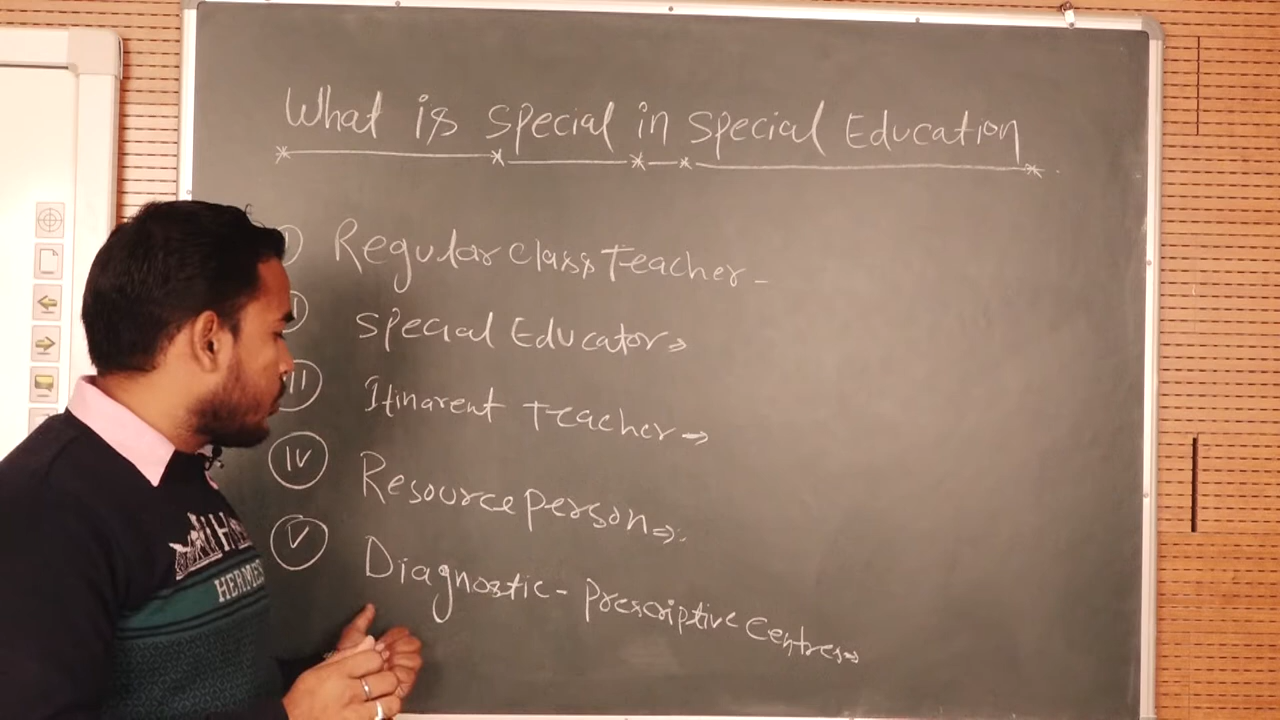 What is special in special Education
I Regular class teacher -
II special Educator ⇒
III Itinarent teacher ⇒
IV Resource person ⇒
V Diagnostic - Prescriptive Centres ⇒
HERMES